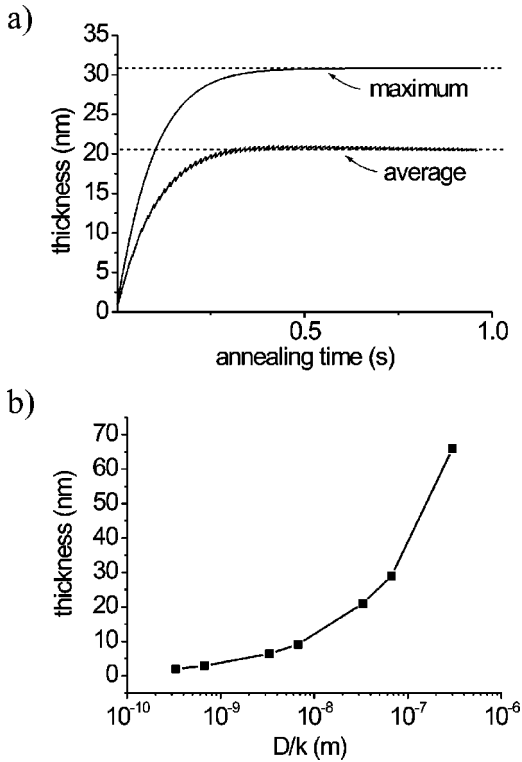 a)
35
30
25
20
15
10
5
0
thickness (nm)
maximum
average
0.5
1.0
annealing time (s)
b)
70
60
50
40
30
20
10
0
thickness (nm)
10⁻¹⁰
10⁻⁹
10⁻⁸
10⁻⁷
10⁻⁶
D/k (m)